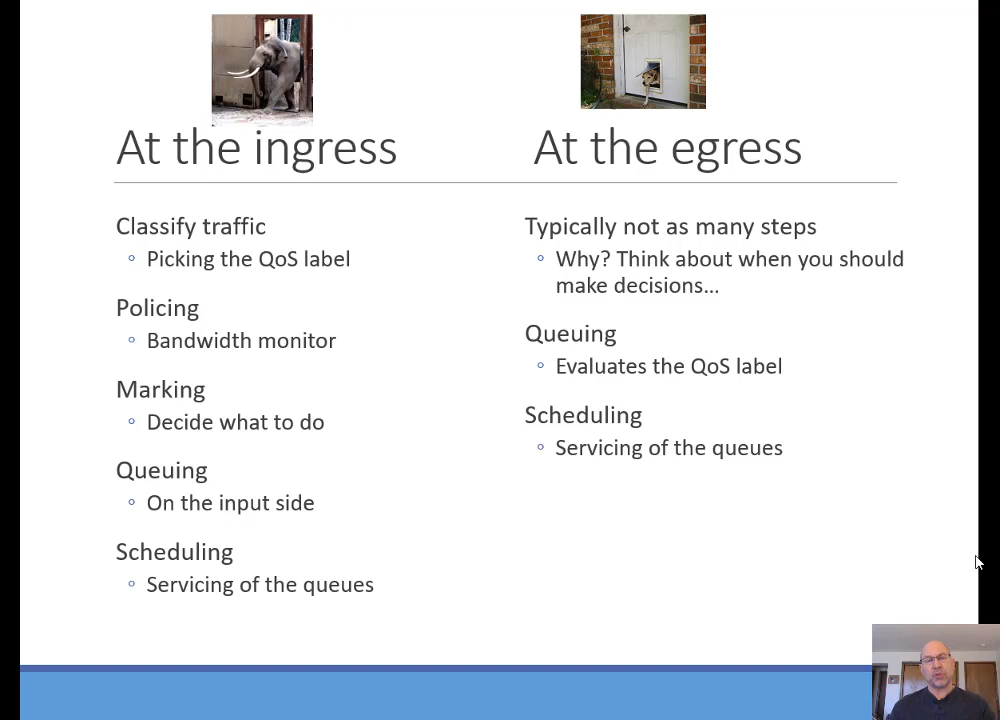 At the ingress
Classify traffic
◦ Picking the QoS label
Policing
◦ Bandwidth monitor
Marking
◦ Decide what to do
Queuing
◦ On the input side
Scheduling
◦ Servicing of the queues
At the egress
Typically not as many steps
◦ Why? Think about when you should
make decisions…
Queuing
◦ Evaluates the QoS label
Scheduling
◦ Servicing of the queues